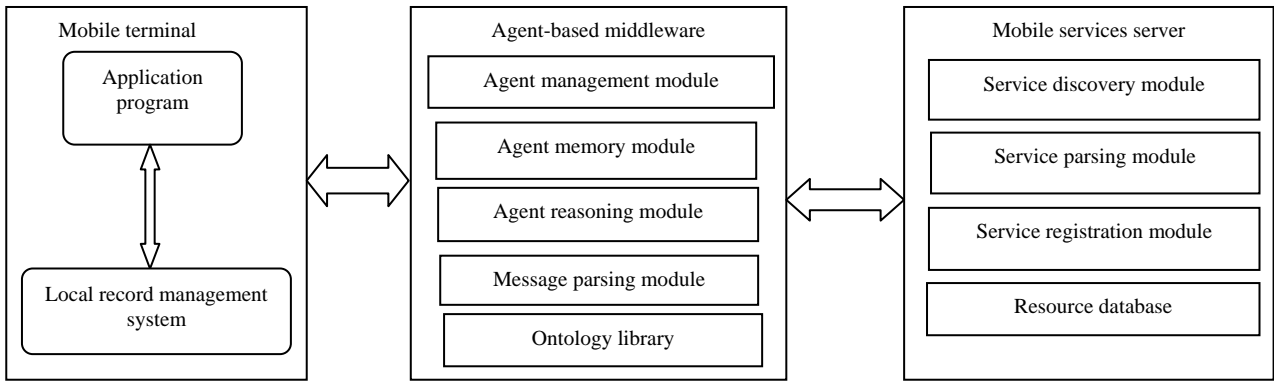 Mobile terminal
Application
program
Local record management
system
Agent-based middleware
Agent management module
Agent memory module
Agent reasoning module
Message parsing module
Ontology library
Mobile services server
Service discovery module
Service parsing module
Service registration module
Resource database